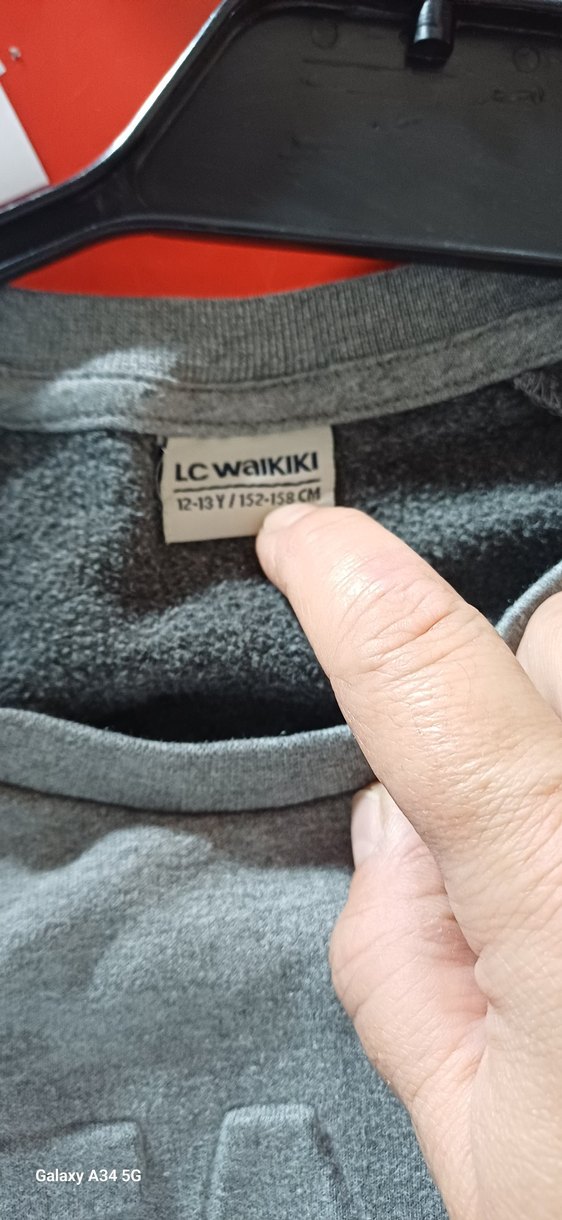 LC WAIKIKI
12-13 Y / 152-158 CM
Galaxy A34 5G